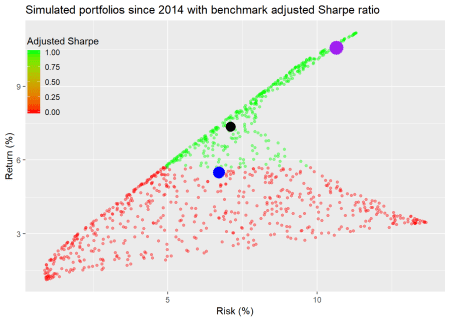 Simulated portfolios since 2014 with benchmark adjusted Sharpe ratio
Adjusted Sharpe
1.00
0.75
0.50
0.25
0.00
9
6
3
Return (%)
5
10
Risk (%)